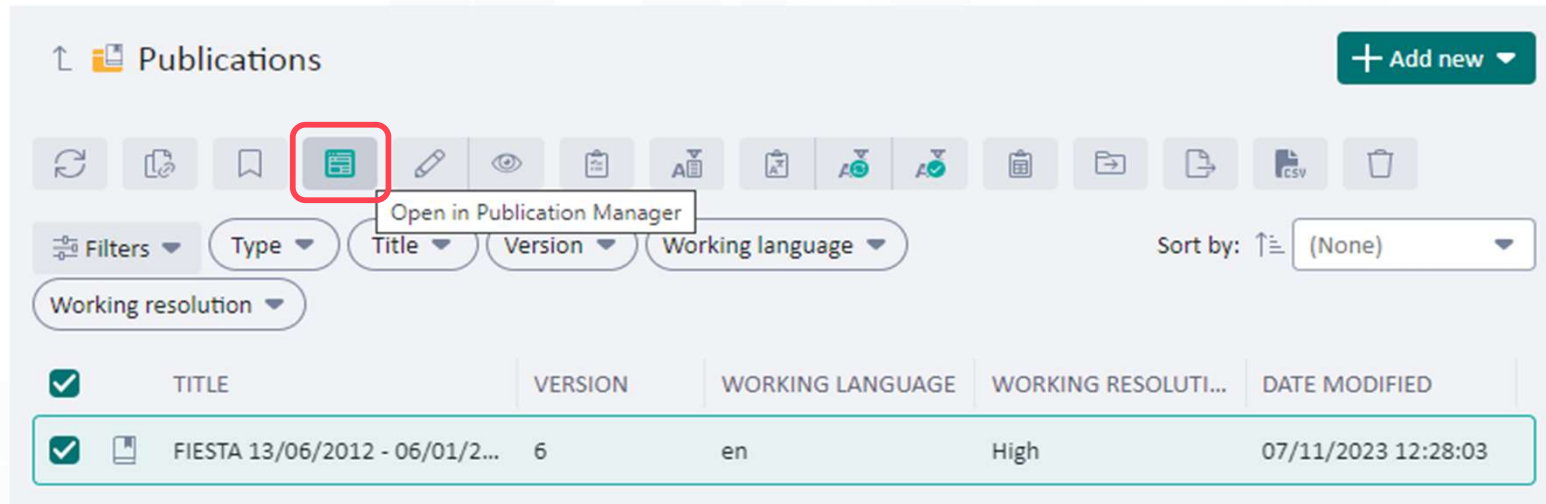 Publications
Add new
CSV
Open in Publication Manager
Filters Type Title Version Working language Sort by: (None)
Working resolution
TITLE VERSION WORKING LANGUAGE WORKING RESOLUTI... DATE MODIFIED
FIESTA 13/06/2012 - 06/01/2... 6 en High 07/11/2023 12:28:03